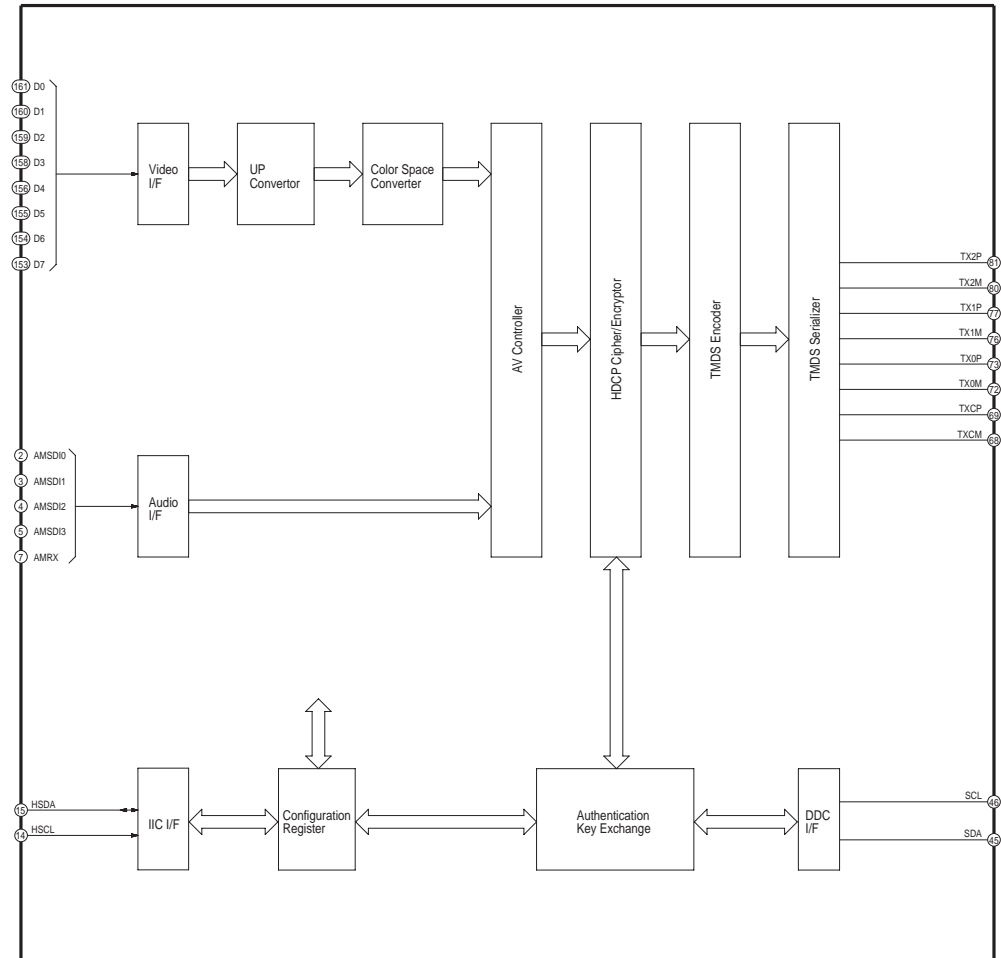 161 D0
160 D1
159 D2
158 D3
156 D4
155 D5
154 D6
153 D7
Video
I/F
UP
Convertor
Color Space
Converter
AV Controller
HDCP Cipher/Encryptor
TMDS Encoder
TMDS Serializer
TX2P 81
TX2M 80
TX1P 77
TX1M 76
TX0P 73
TX0M 72
TXCP 69
TXCM 68
2 AMSDI0
3 AMSDI1
4 AMSDI2
5 AMSDI3
7 AMRX
Audio
I/F
15 HSDA
14 HSCL
IIC I/F
Configuration
Register
Authentication
Key Exchange
DDC
I/F
SCL 46
SDA 45